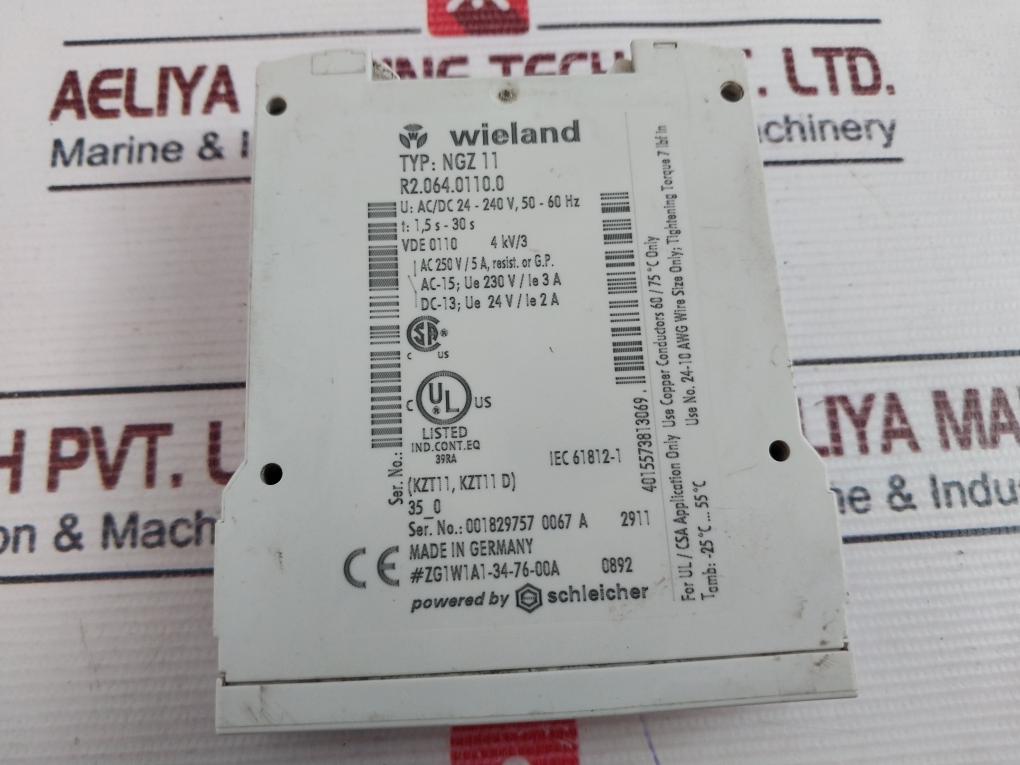 AELIYA
. LTD.
Marine & I
chinery
wieland
TYP: NGZ 11
R2.064.0110.0
U: AC/DC 24 - 240 V, 50 - 60 Hz
t: 1,5 s - 30 s
VDE 0110 4 kV/3
AC 250 V / 5 A, resist. or G.P.
AC-15; Ue 230 V / Ie 3 A
DC-13; Ue 24 V / Ie 2 A
SA®
C US
C UL® US
LISTED
IND.CONT.EQ
39RA
IEC 61812-1
(KZT11, KZT11 D)
35_0
Ser. No.: 001829757 0067 A 2911
MADE IN GERMANY
CE #ZG1W1A1-34-76-00A 0892
powered by schleicher
Ser. No.:
4015573813069.
For UL / CSA Application Only Use Copper Conductors 60 / 75 °C Only
Tamb: -25 °C ... 55 °C Use No. 24-10 AWG Wire Size Only; Tightening Torque 7 lbf in
H PVT.
ELIYA MA
on & Mach
ne & Indus